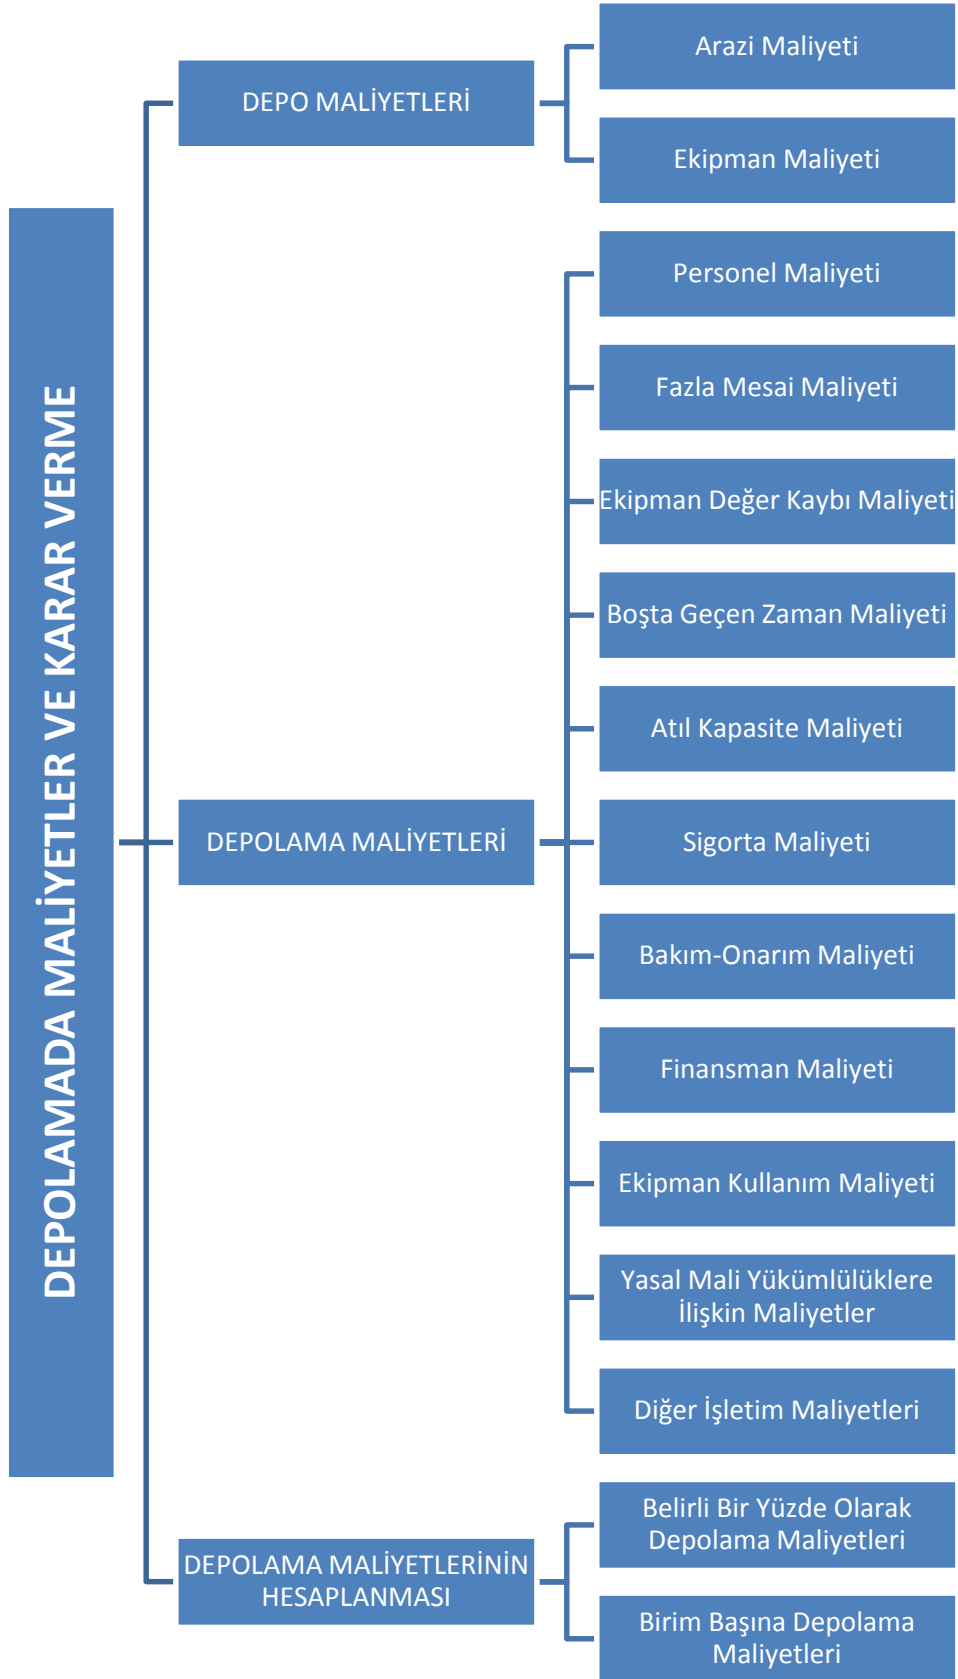 DEPOLAMADA MALİYETLER VE KARAR VERME
DEPO MALİYETLERİ
Arazi Maliyeti
Ekipman Maliyeti
DEPOLAMA MALİYETLERİ
Personel Maliyeti
Fazla Mesai Maliyeti
Ekipman Değer Kaybı Maliyeti
Boşta Geçen Zaman Maliyeti
Atıl Kapasite Maliyeti
Sigorta Maliyeti
Bakım-Onarım Maliyeti
Finansman Maliyeti
Ekipman Kullanım Maliyeti
Yasal Mali Yükümlülüklere
İlişkin Maliyetler
Diğer İşletim Maliyetleri
DEPOLAMA MALİYETLERİNİN
HESAPLANMASI
Belirli Bir Yüzde Olarak
Depolama Maliyetleri
Birim Başına Depolama
Maliyetleri